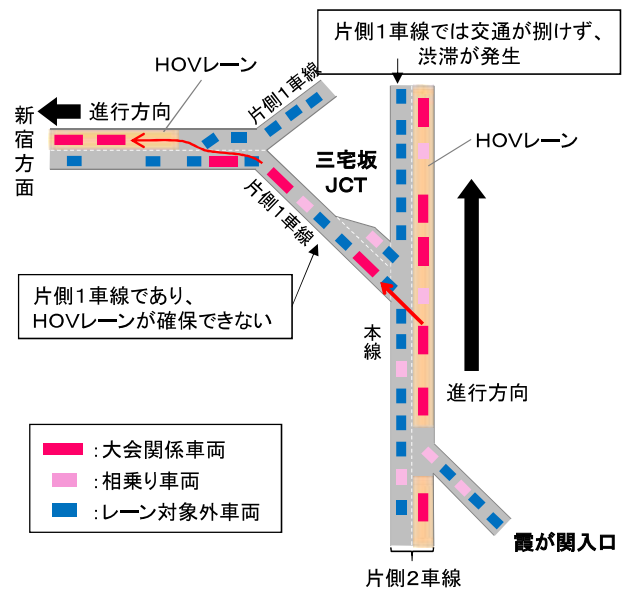 片側１車線では交通が捌けず、
渋滞が発生
ＨＯＶレーン
片側１車線
進行方向
新宿方面
ＨＯＶレーン
三宅坂
JCT
片側１車線
片側１車線であり、
ＨＯＶレーンが確保できない
本線
進行方向
：大会関係車両
：相乗り車両
：レーン対象外車両
霞が関入口
片側２車線